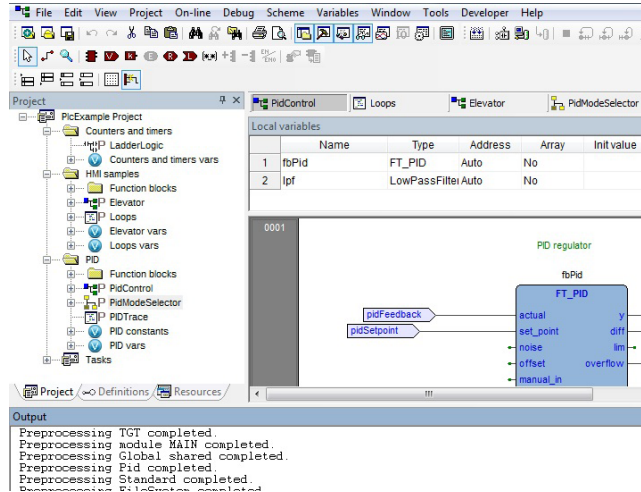 File Edit View Project On-line Debug Scheme Variables Window Tools Developer Help
Project
PlcExample Project
Counters and timers
P LadderLogic
Counters and timers vars
HMI samples
Function blocks
P Elevator
P Loops
Elevator vars
Loops vars
PID
Function blocks
P PidControl
P PidModeSelector
P PIDTrace
PID constants
PID vars
Tasks
Project Definitions Resources
PidControl Loops Elevator PidModeSelector
Local variables
Name Type Address Array Init value
1 fbPid FT_PID Auto No
2 lpf LowPassFilter Auto No
0001
PID regulator
fbPid
FT_PID
pidFeedback actual y
pidSetpoint set_point diff
noise lim
offset overflow
manual_in
Output
Preprocessing TGT completed.
Preprocessing module MAIN completed.
Preprocessing Global shared completed.
Preprocessing Pid completed.
Preprocessing Standard completed.
Preprocessing FileSystem completed